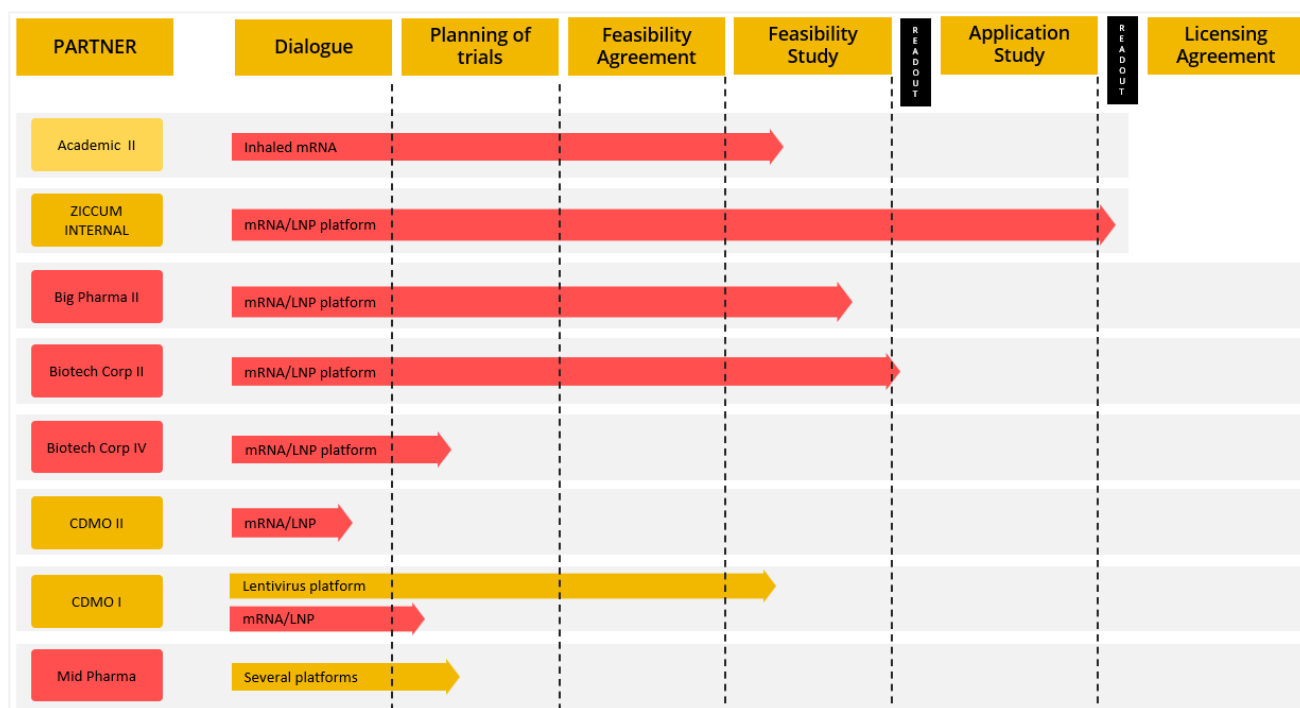 PARTNER
Dialogue
Planning of
trials
Feasibility
Agreement
Feasibility
Study
READOUT
Application
Study
READOUT
Licensing
Agreement
Academic II
Inhaled mRNA
ZICCUM
INTERNAL
mRNA/LNP platform
Big Pharma II
mRNA/LNP platform
Biotech Corp II
mRNA/LNP platform
Biotech Corp IV
mRNA/LNP platform
CDMO II
mRNA/LNP
CDMO I
Lentivirus platform
mRNA/LNP
Mid Pharma
Several platforms